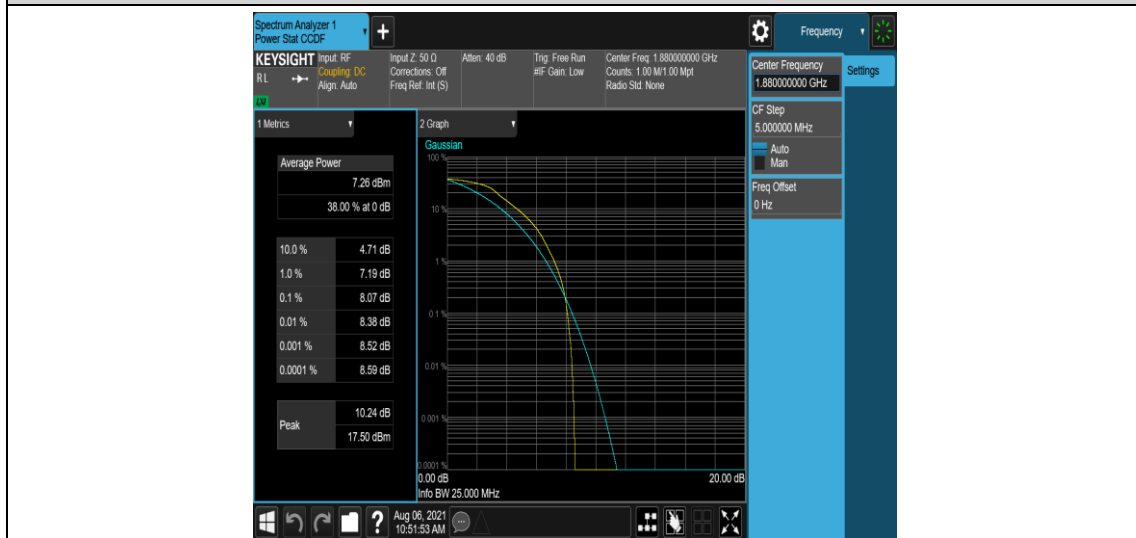 Spectrum Analyzer 1
Power Stat CCDF
+
Frequency
KEYSIGHT
RL
LXI
Input: RF
Coupling: DC
Align: Auto
Input Z: 50 Ω
Corrections: Off
Freq Ref: Int (S)
Atten: 40 dB
Trig: Free Run
#IF Gain: Low
Center Freq: 1.880000000 GHz
Counts: 1.00 M/1.00 Mpt
Radio Std: None
Center Frequency
1.880000000 GHz
Settings
CF Step
5.000000 MHz
Auto
Man
Freq Offset
0 Hz
1 Metrics
Average Power
7.26 dBm
38.00 % at 0 dB
10.0 % 4.71 dB
1.0 % 7.19 dB
0.1 % 8.07 dB
0.01 % 8.38 dB
0.001 % 8.52 dB
0.0001 % 8.59 dB
Peak
10.24 dB
17.50 dBm
2 Graph
Gaussian
100 %
10 %
1 %
0.1 %
0.01 %
0.001 %
0.0001 %
0.00 dB 20.00 dB
Info BW 25.000 MHz
?
Aug 06, 2021
10:51:53 AM